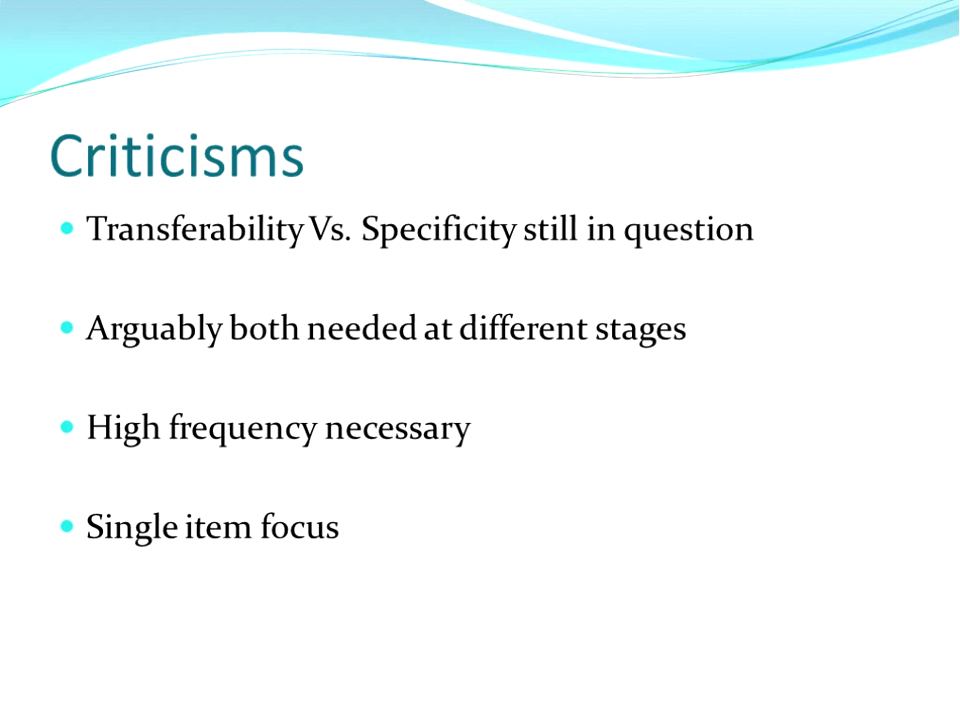 Criticisms
Transferability Vs. Specificity still in question
Arguably both needed at different stages
High frequency necessary
Single item focus